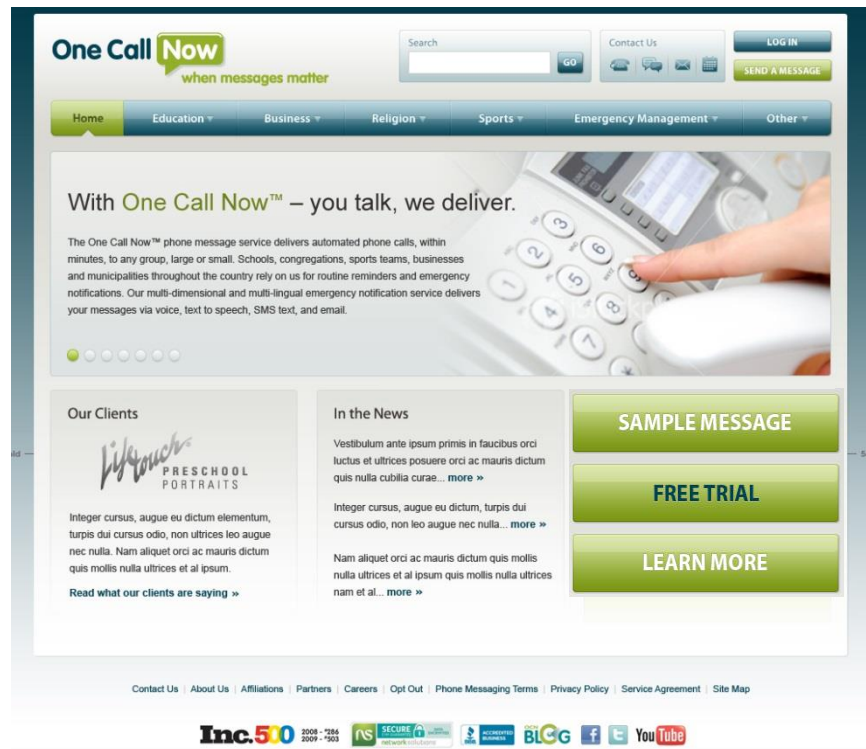 One Call Now
when messages matter
Search
GO
Contact Us
LOG IN
SEND A MESSAGE
Home
Education
Business
Religion
Sports
Emergency Management
Other
With One Call Now™ – you talk, we deliver.
The One Call Now™ phone message service delivers automated phone calls, within
minutes, to any group, large or small. Schools, congregations, sports teams, businesses
and municipalities throughout the country rely on us for routine reminders and emergency
notifications. Our multi-dimensional and multi-lingual emergency notification service delivers
your messages via voice, text to speech, SMS text, and email.
Our Clients
Lifetouch
PRESCHOOL
PORTRAITS
Integer cursus, augue eu dictum elementum,
turpis dui cursus odio, non ultrices leo augue
nec nulla. Nam aliquet orci ac mauris dictum
quis mollis nulla ultrices et al ipsum.
Read what our clients are saying »
In the News
Vestibulum ante ipsum primis in faucibus orci
luctus et ultrices posuere orci ac mauris dictum
quis nulla cubilia curae... more »
Integer cursus, augue eu dictum, turpis dui
cursus odio, non leo augue nec nulla... more »
Nam aliquet orci ac mauris dictum quis mollis
nulla ultrices et al ipsum quis mollis nulla ultrices
nam et al... more »
SAMPLE MESSAGE
FREE TRIAL
LEARN MORE
Contact Us | About Us | Affiliations | Partners | Careers | Opt Out | Phone Messaging Terms | Privacy Policy | Service Agreement | Site Map
Inc.500
2008 - *286
2009 - *503
SECURE
networksolutions
ACCREDITED
BUSINESS
BLOG
YouTube